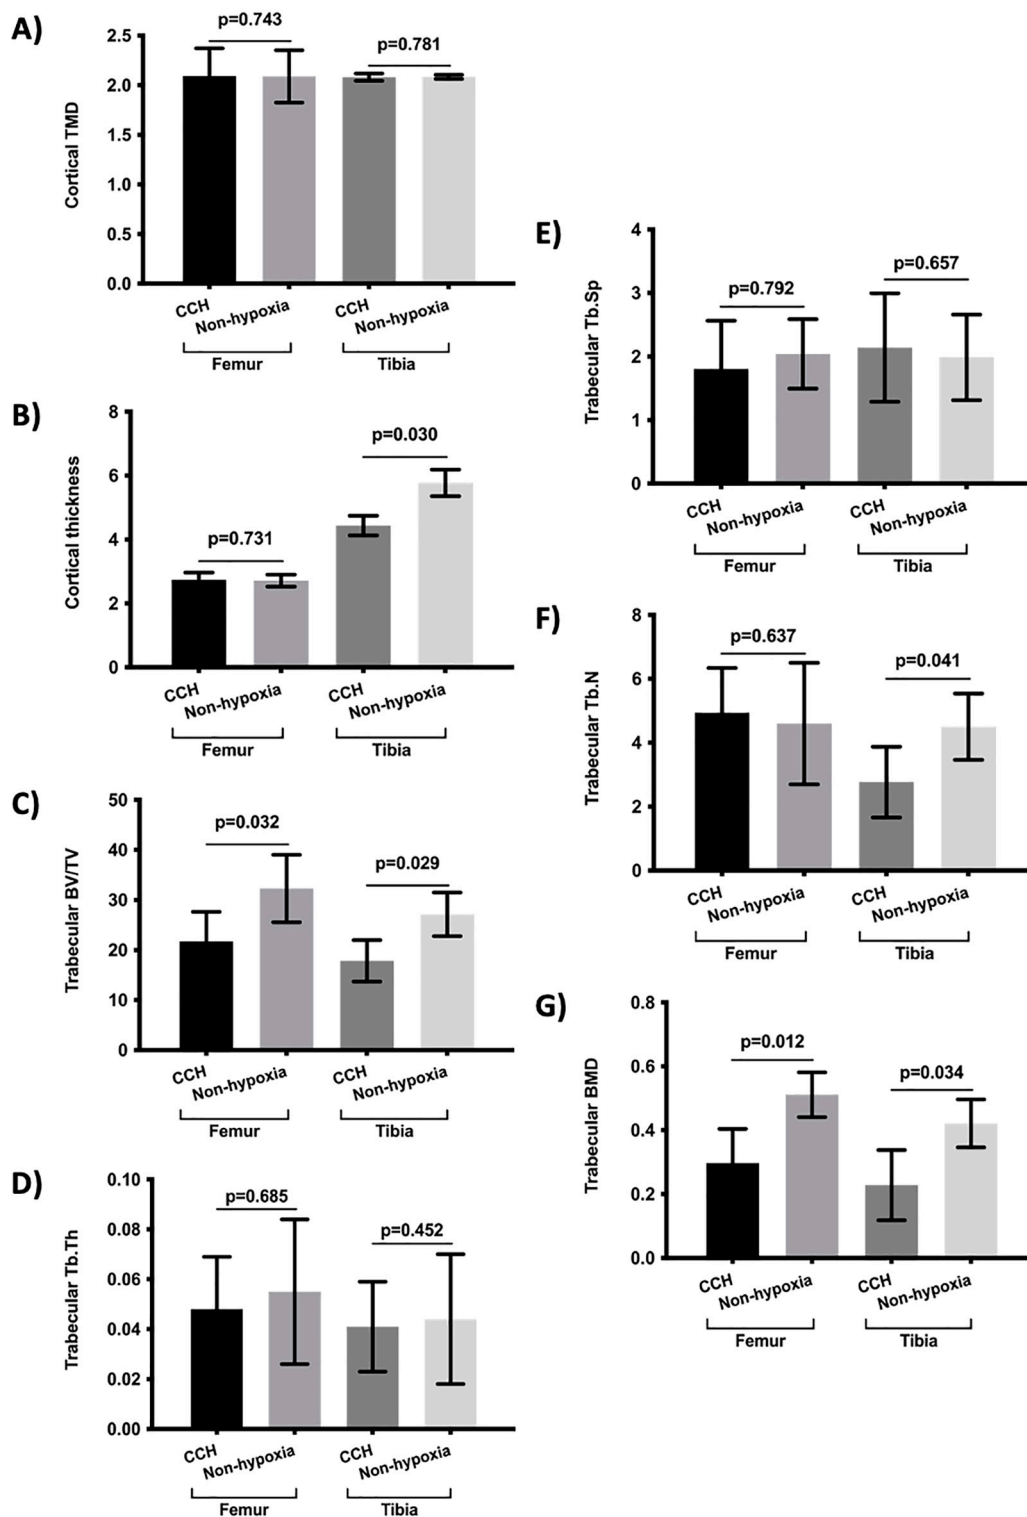 A)
p=0.743
p=0.781
Cortical TMD
2.5
2.0
1.5
1.0
0.5
0.0
CCH
Non-hypoxia
CCH
Non-hypoxia
Femur
Tibia
B)
p=0.030
p=0.731
Cortical thickness
8
6
4
2
0
CCH
Non-hypoxia
CCH
Non-hypoxia
Femur
Tibia
C)
p=0.032
p=0.029
Trabecular BV/TV
50
40
30
20
10
0
CCH
Non-hypoxia
CCH
Non-hypoxia
Femur
Tibia
D)
p=0.685
p=0.452
Trabecular Tb.Th
0.10
0.08
0.06
0.04
0.02
0.00
CCH
Non-hypoxia
CCH
Non-hypoxia
Femur
Tibia
E)
p=0.792
p=0.657
Trabecular Tb.Sp
4
3
2
1
0
CCH
Non-hypoxia
CCH
Non-hypoxia
Femur
Tibia
F)
p=0.637
p=0.041
Trabecular Tb.N
8
6
4
2
0
CCH
Non-hypoxia
CCH
Non-hypoxia
Femur
Tibia
G)
p=0.012
p=0.034
Trabecular BMD
0.8
0.6
0.4
0.2
0.0
CCH
Non-hypoxia
CCH
Non-hypoxia
Femur
Tibia